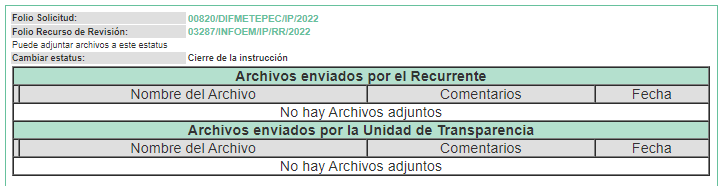 Folio Solicitud: 00820/DIFMETEPEC/IP/2022
Folio Recurso de Revisión: 03287/INFOEM/IP/RR/2022
Puede adjuntar archivos a este estatus
Cambiar estatus: Cierre de la instrucción
Archivos enviados por el Recurrente
Nombre del Archivo Comentarios Fecha
No hay Archivos adjuntos
Archivos enviados por la Unidad de Transparencia
Nombre del Archivo Comentarios Fecha
No hay Archivos adjuntos